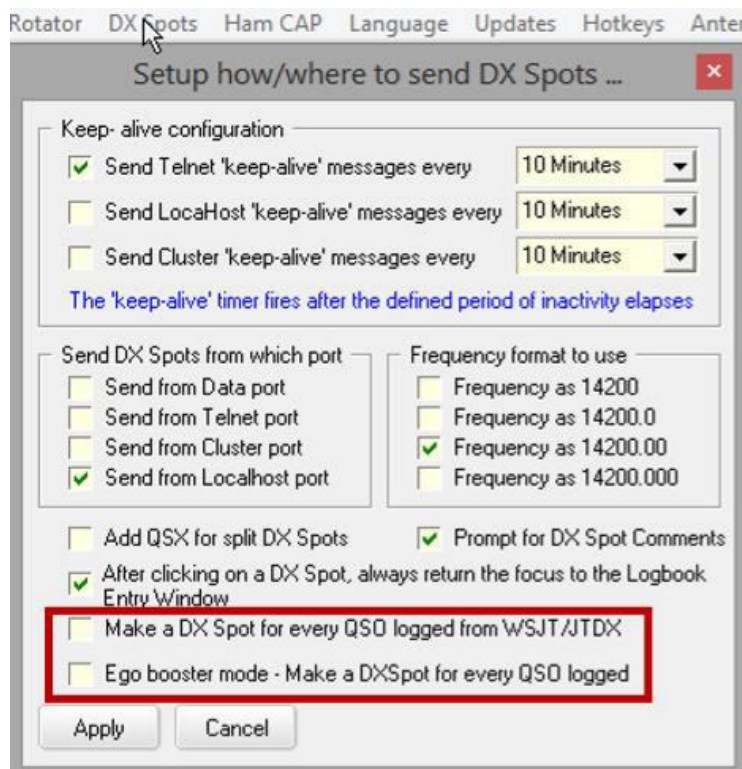 Rotator DX Spots Ham CAP Language Updates Hotkeys Anter
Setup how/where to send DX Spots ...
Keep- alive configuration
Send Telnet 'keep-alive' messages every 10 Minutes
Send LocaHost 'keep-alive' messages every 10 Minutes
Send Cluster 'keep-alive' messages every 10 Minutes
The 'keep-alive' timer fires after the defined period of inactivity elapses
Send DX Spots from which port
Send from Data port
Send from Telnet port
Send from Cluster port
Send from Localhost port
Frequency format to use
Frequency as 14200
Frequency as 14200.0
Frequency as 14200.00
Frequency as 14200.000
Add QSX for split DX Spots
Prompt for DX Spot Comments
After clicking on a DX Spot, always return the focus to the Logbook
Entry Window
Make a DX Spot for every QSO logged from WSJT/JTDX
Ego booster mode - Make a DXSpot for every QSO logged
Apply Cancel